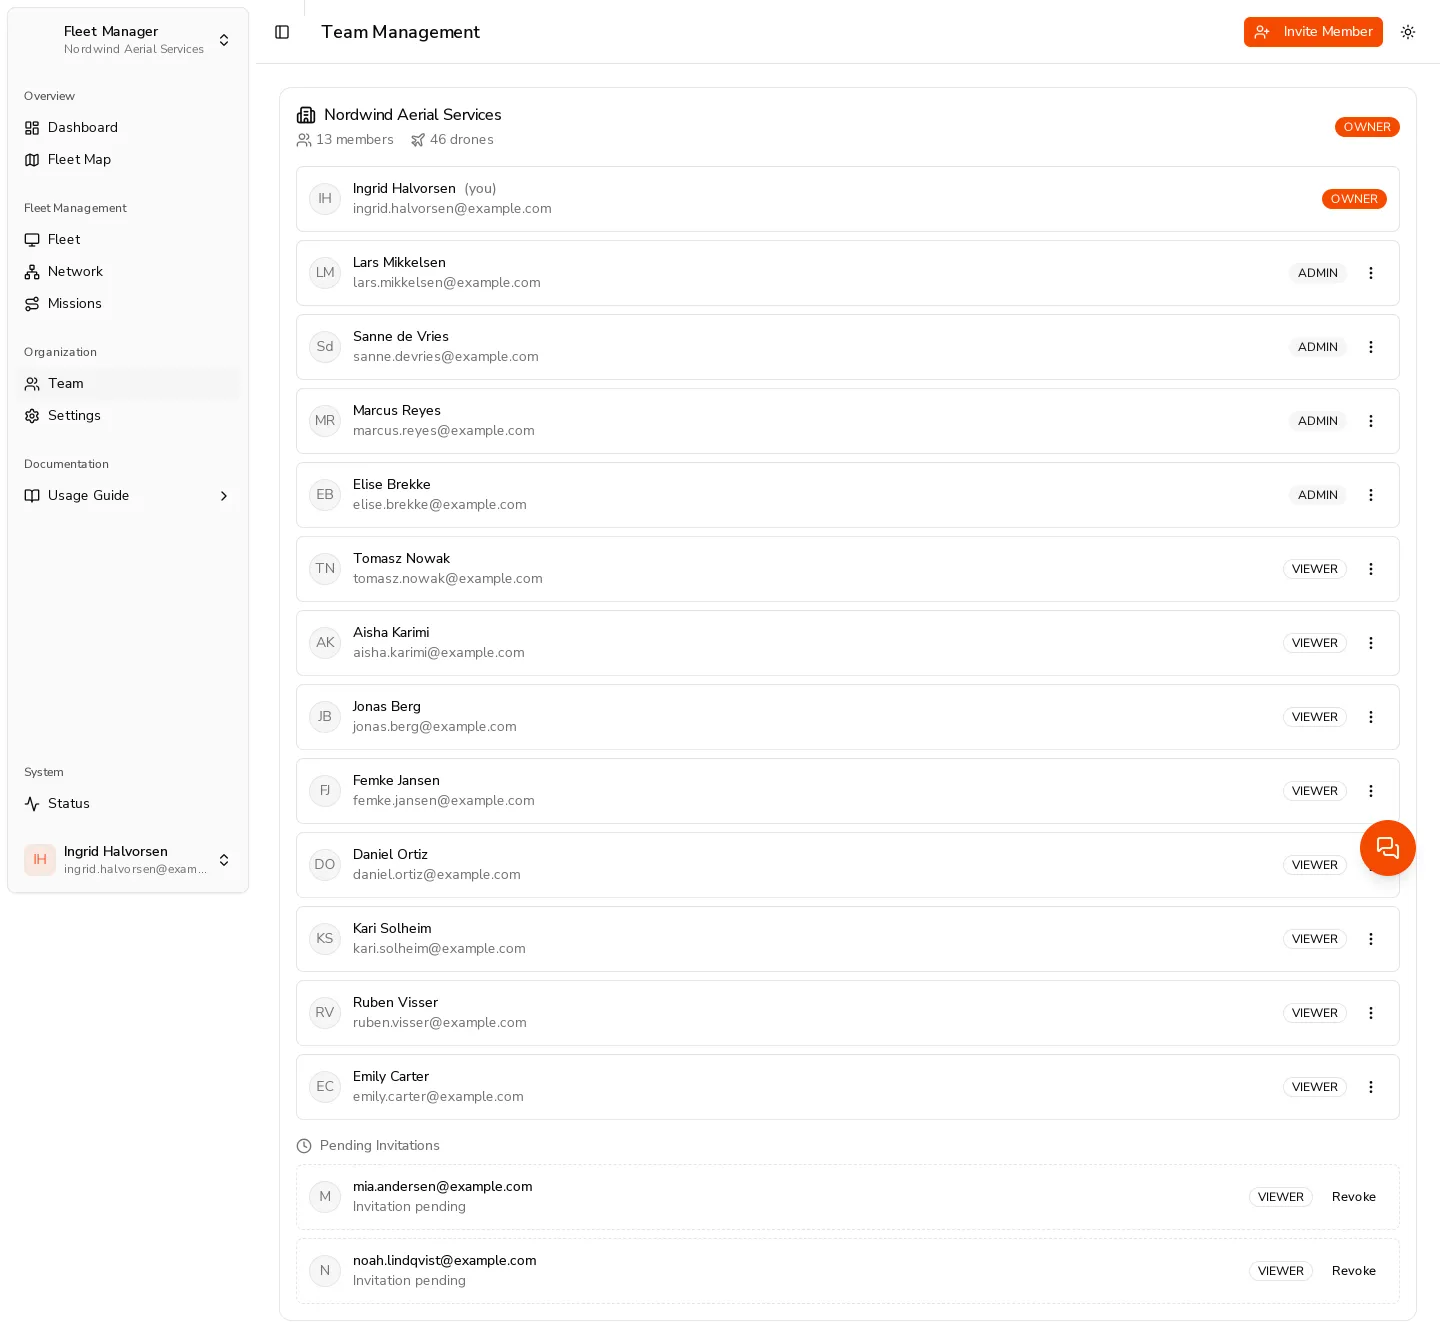 Fleet Manager
Nordwind Aerial Services
Overview
Dashboard
Fleet Map
Fleet Management
Fleet
Network
Missions
Organization
Team
Settings
Documentation
Usage Guide
System
Status
IH
Ingrid Halvorsen
ingrid.halvorsen@exam...
Team Management
Invite Member
Nordwind Aerial Services
13 members 46 drones
OWNER
IH
Ingrid Halvorsen (you)
ingrid.halvorsen@example.com
OWNER
LM
Lars Mikkelsen
lars.mikkelsen@example.com
ADMIN
Sd
Sanne de Vries
sanne.devries@example.com
ADMIN
MR
Marcus Reyes
marcus.reyes@example.com
ADMIN
EB
Elise Brekke
elise.brekke@example.com
ADMIN
TN
Tomasz Nowak
tomasz.nowak@example.com
VIEWER
AK
Aisha Karimi
aisha.karimi@example.com
VIEWER
JB
Jonas Berg
jonas.berg@example.com
VIEWER
FJ
Femke Jansen
femke.jansen@example.com
VIEWER
DO
Daniel Ortiz
daniel.ortiz@example.com
VIEWER
KS
Kari Solheim
kari.solheim@example.com
VIEWER
RV
Ruben Visser
ruben.visser@example.com
VIEWER
EC
Emily Carter
emily.carter@example.com
VIEWER
Pending Invitations
M
mia.andersen@example.com
Invitation pending
VIEWER
Revoke
N
noah.lindqvist@example.com
Invitation pending
VIEWER
Revoke